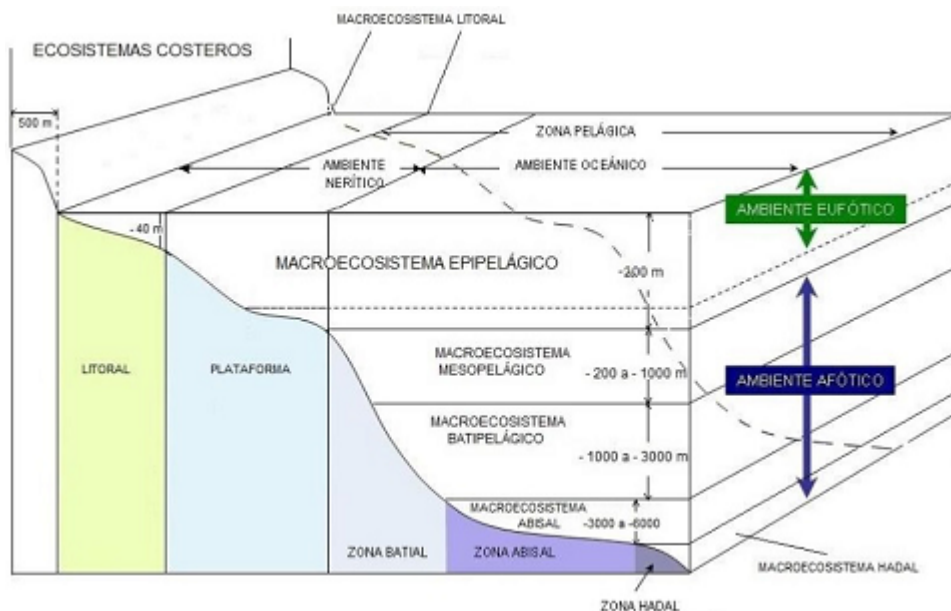 MACROECOSISTEMA LITORAL
ECOSISTEMAS COSTEROS
500 m
ZONA PELÁGICA
AMBIENTE
NERÍTICO
AMBIENTE OCEÁNICO
AMBIENTE EUFÓTICO
- 40 m
MACROECOSISTEMA EPIPELÁGICO
-200 m
LITORAL
PLATAFORMA
MACROECOSISTEMA
MESOPELÁGICO
- 200 a - 1000 m
AMBIENTE AFÓTICO
MACROECOSISTEMA
BATIPELÁGICO
- 1000 a - 3000 m
MACROECOSISTEMA
ABISAL
-3000 a -6000
ZONA BATIAL
ZONA ABISAL
MACROECOSISTEMA HADAL
ZONA HADAL